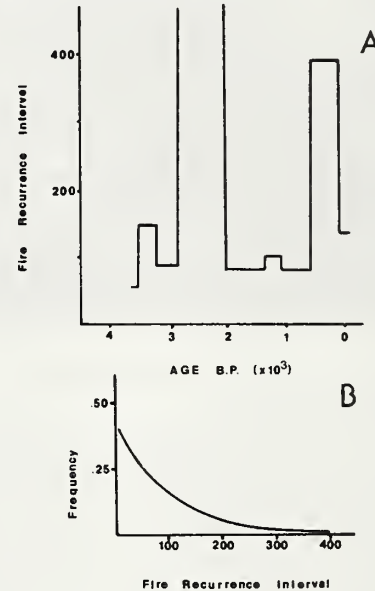 A
400
200
Fire Recurrence Interval
4 3 2 1 0
AGE B.P. (x10³)
B
.50
.25
Frequency
100 200 300 400
Fire Recurrence Interval